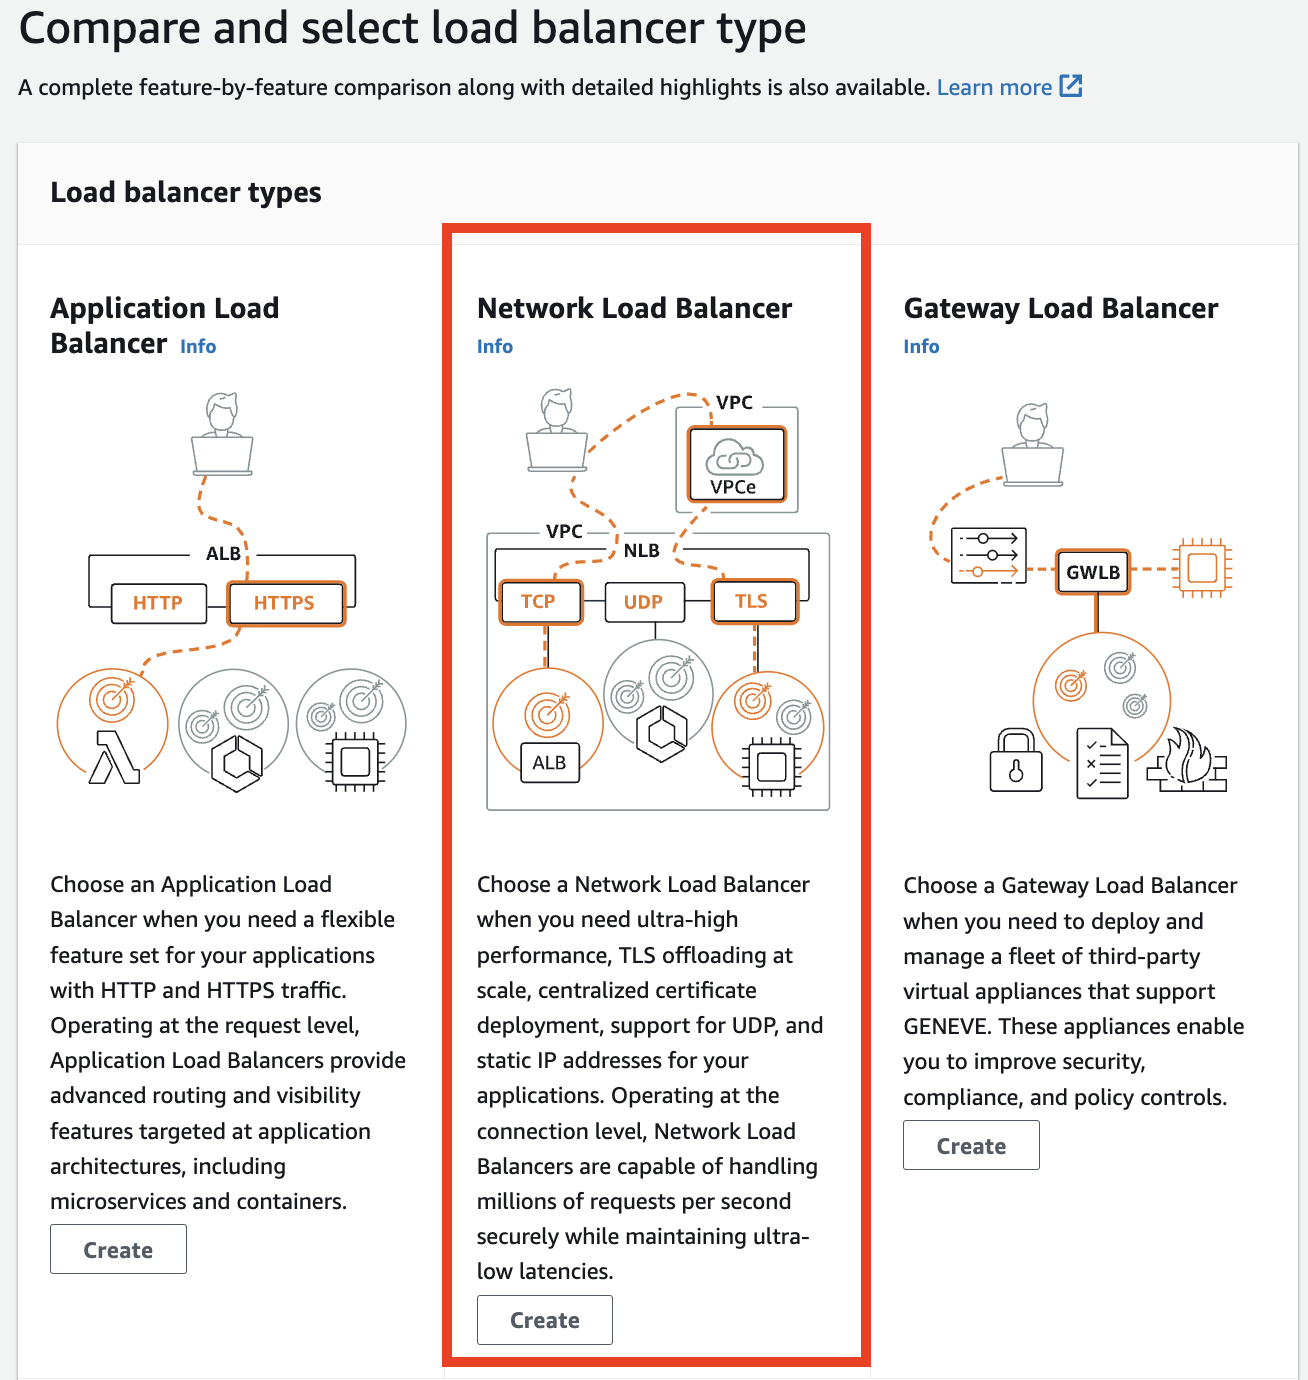 Compare and select load balancer type
A complete feature-by-feature comparison along with detailed highlights is also available. Learn more
Load balancer types
Application Load
Balancer Info
ALB
HTTP
HTTPS
Choose an Application Load
Balancer when you need a flexible
feature set for your applications
with HTTP and HTTPS traffic.
Operating at the request level,
Application Load Balancers provide
advanced routing and visibility
features targeted at application
architectures, including
microservices and containers.
Create
Network Load Balancer
Info
VPC
VPCe
VPC
NLB
TCP
UDP
TLS
ALB
Choose a Network Load Balancer
when you need ultra-high
performance, TLS offloading at
scale, centralized certificate
deployment, support for UDP, and
static IP addresses for your
applications. Operating at the
connection level, Network Load
Balancers are capable of handling
millions of requests per second
securely while maintaining ultra-
low latencies.
Create
Gateway Load Balancer
Info
GWLB
Choose a Gateway Load Balancer
when you need to deploy and
manage a fleet of third-party
virtual appliances that support
GENEVE. These appliances enable
you to improve security,
compliance, and policy controls.
Create